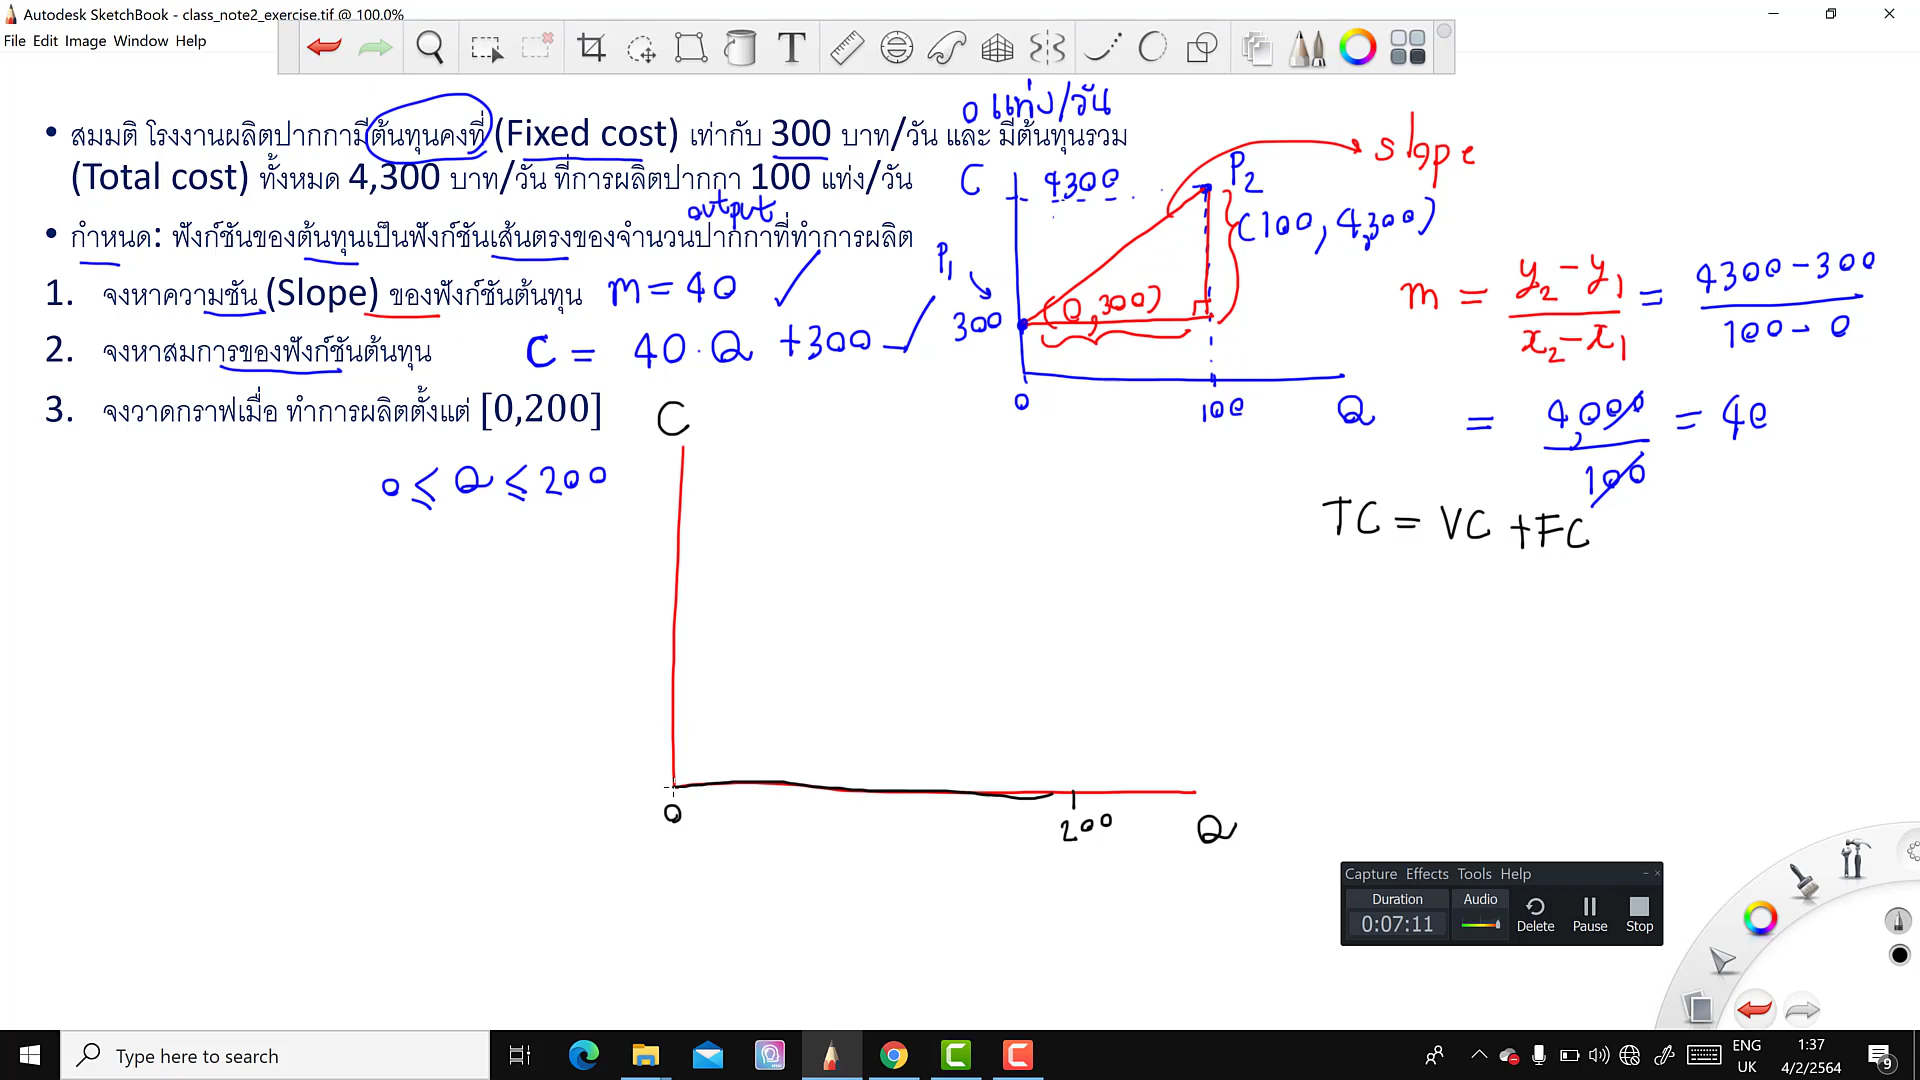 Autodesk SketchBook - class_note2_exercise.tif @ 100.0%
File Edit Image Window Help
0 แท่ง/วัน
• สมมติ โรงงานผลิตปากกามีต้นทุนคงที่ (Fixed cost) เท่ากับ 300 บาท/วัน และ มีต้นทุนรวม
(Total cost) ทั้งหมด 4,300 บาท/วัน ที่การผลิตปากกา 100 แท่ง/วัน
output
• กำหนด: ฟังก์ชันของต้นทุนเป็นฟังก์ชันเส้นตรงของจำนวนปากกาที่ทำการผลิต
1. จงหาความชัน (Slope) ของฟังก์ชันต้นทุน m = 40
2. จงหาสมการของฟังก์ชันต้นทุน C = 40·Q +300
3. จงวาดกราฟเมื่อ ทำการผลิตตั้งแต่ [0,200]
0 ≤ Q ≤ 200
slope
C 4300 P2
(100, 4,300)
P1
300 (0,300)
0 100 Q
m = y2 - y1 / x2 - x1 = 4300 - 300 / 100 - 0
= 4,000 / 100 = 40
TC = VC + FC
C
0 200 Q
Capture Effects Tools Help
Duration Audio
0:07:11 Delete Pause Stop
Type here to search
ENG
UK
1:37
4/2/2564
9